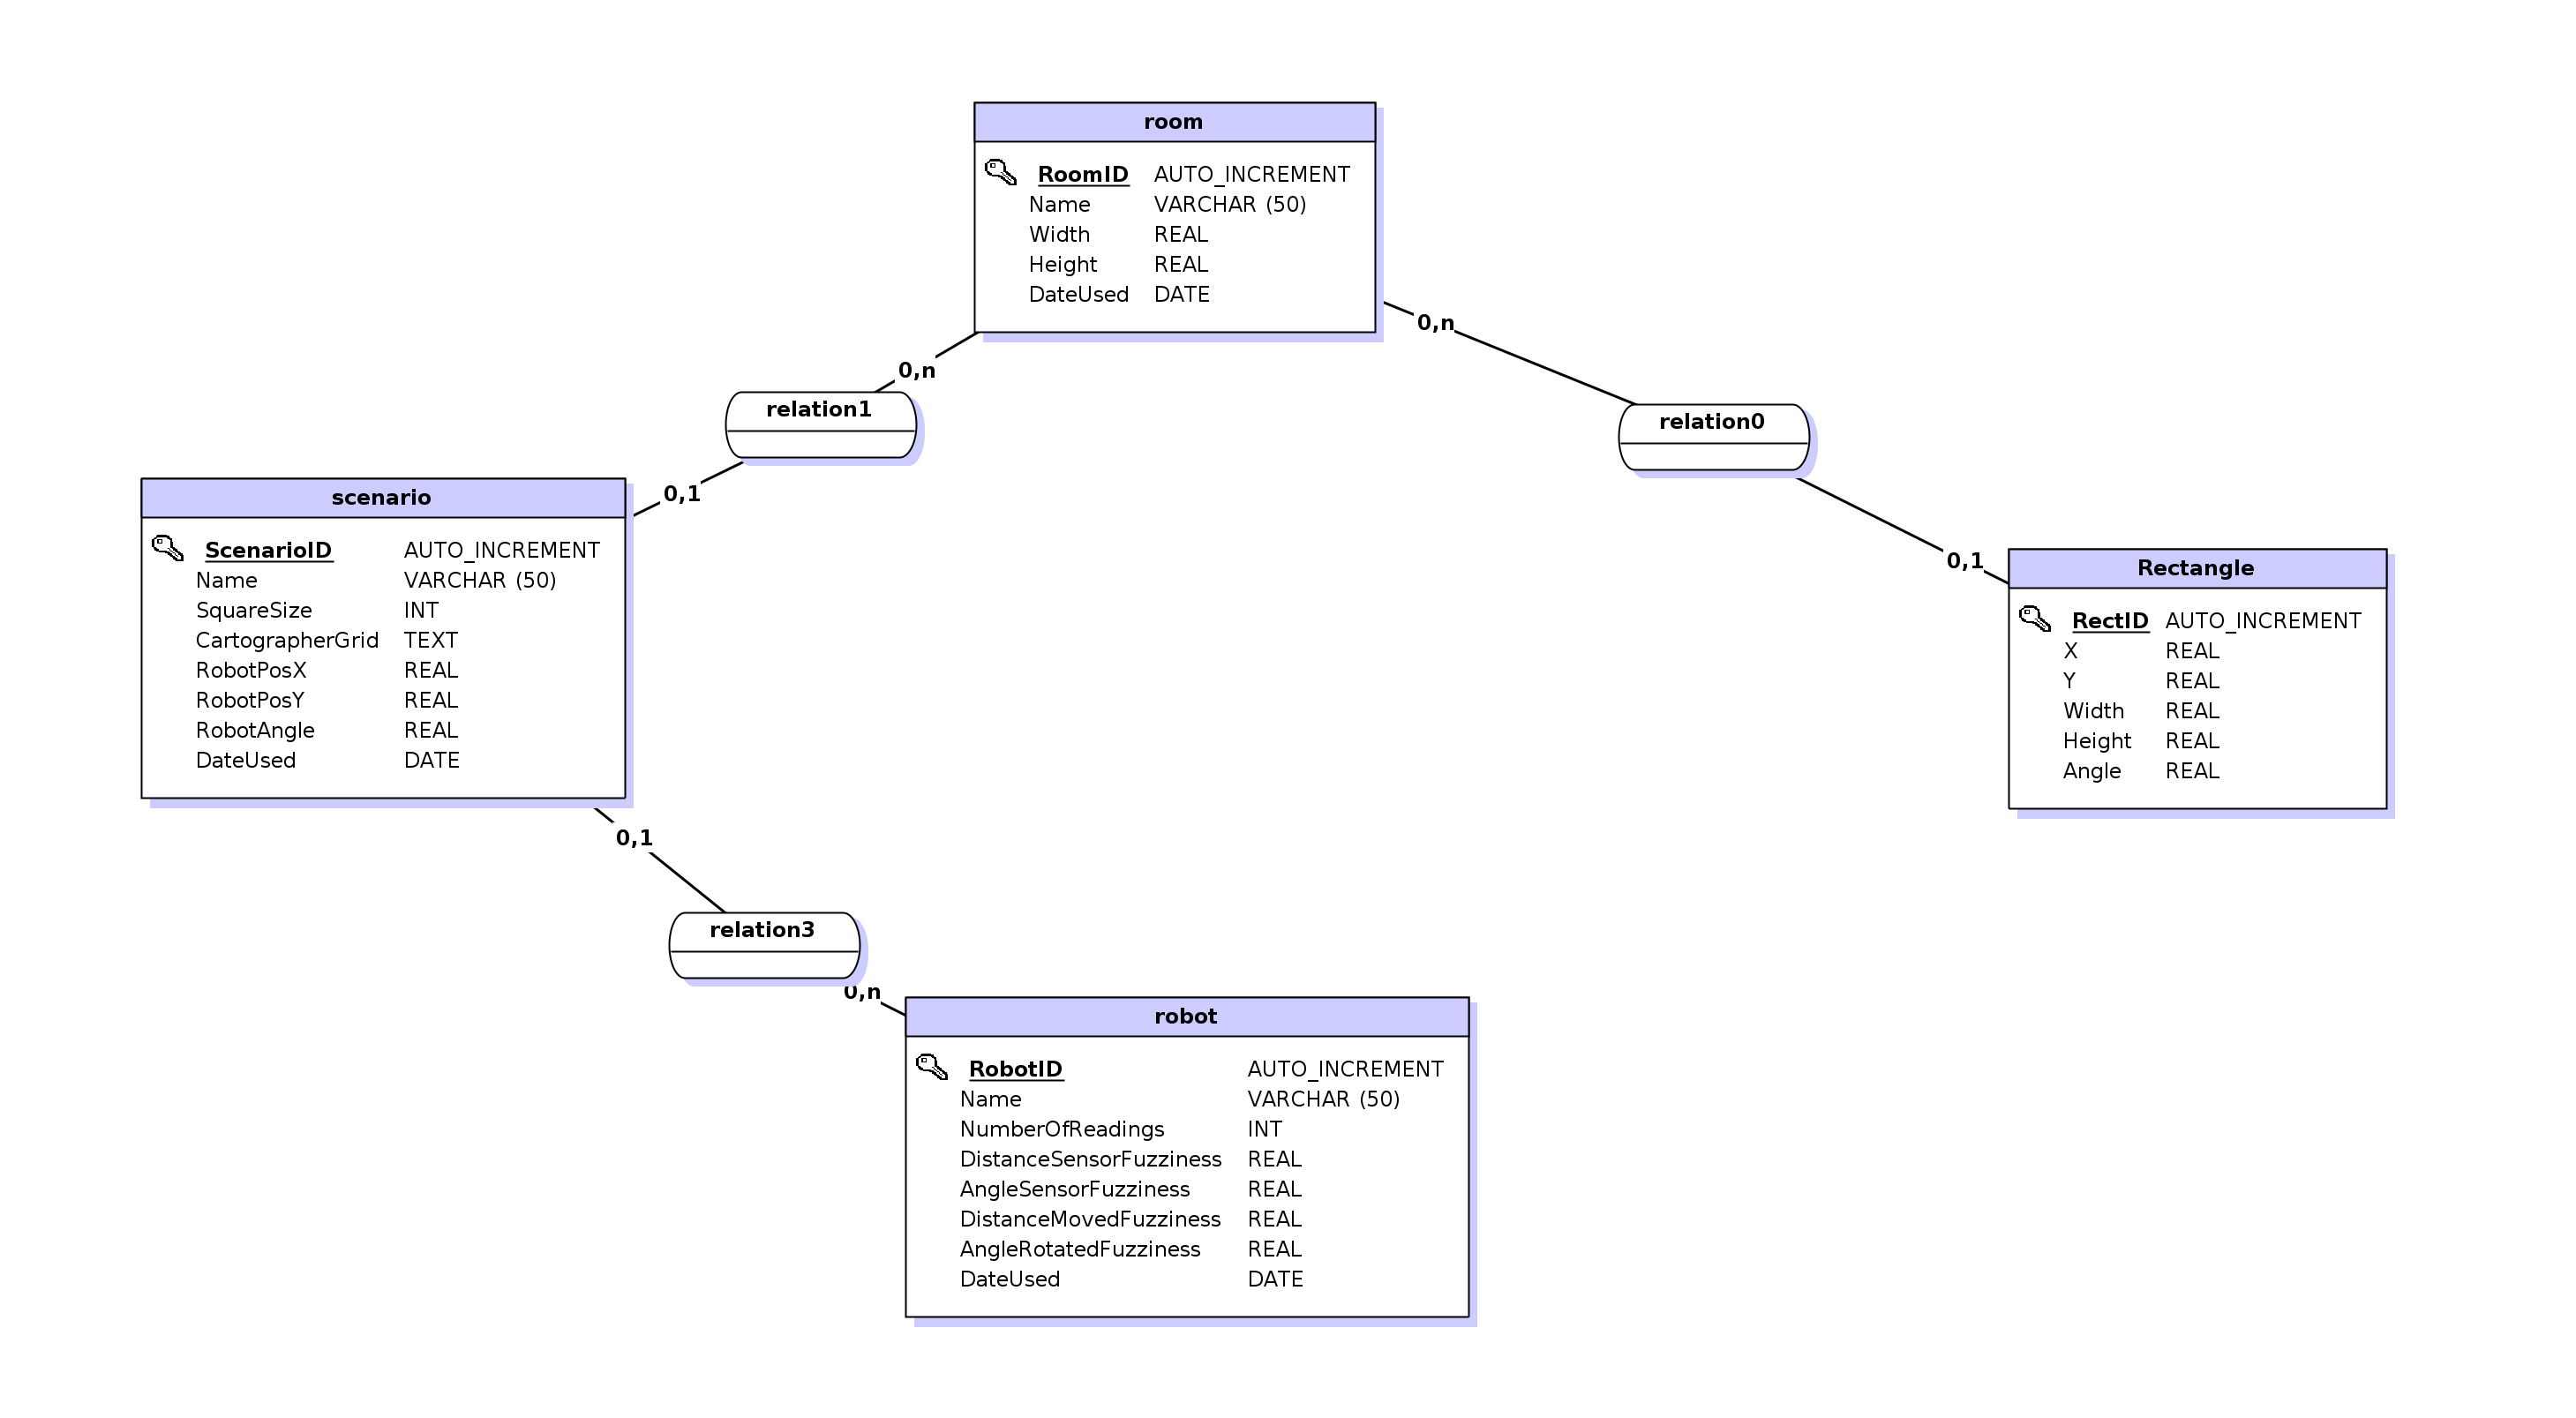 room
RoomID AUTO_INCREMENT
Name VARCHAR (50)
Width REAL
Height REAL
DateUsed DATE
0,n
0,n
relation1
relation0
0,1
0,1
scenario
ScenarioID AUTO_INCREMENT
Name VARCHAR (50)
SquareSize INT
CartographerGrid TEXT
RobotPosX REAL
RobotPosY REAL
RobotAngle REAL
DateUsed DATE
Rectangle
RectID AUTO_INCREMENT
X REAL
Y REAL
Width REAL
Height REAL
Angle REAL
0,1
relation3
0,n
robot
RobotID AUTO_INCREMENT
Name VARCHAR (50)
NumberOfReadings INT
DistanceSensorFuzziness REAL
AngleSensorFuzziness REAL
DistanceMovedFuzziness REAL
AngleRotatedFuzziness REAL
DateUsed DATE